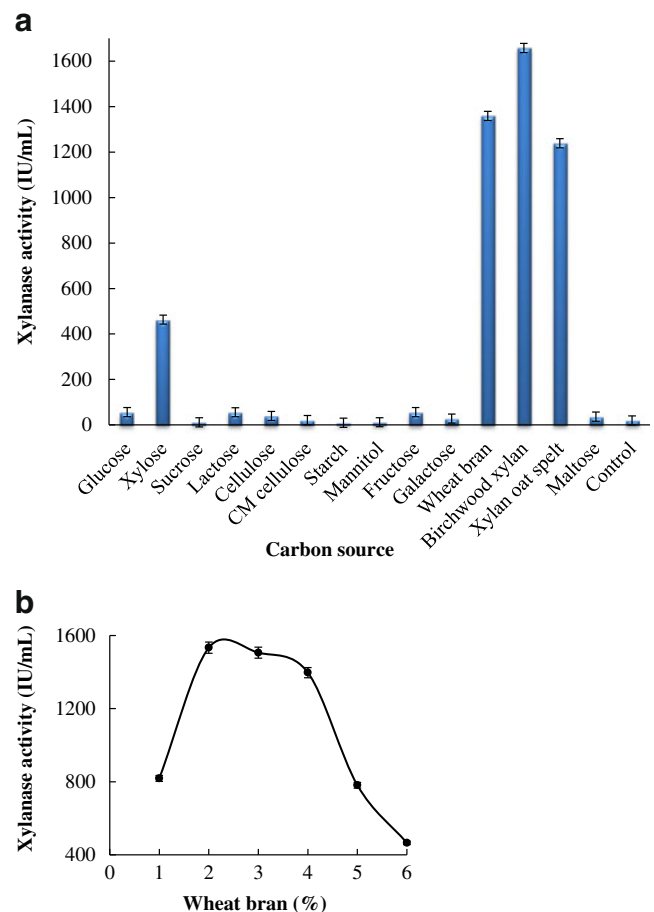 a
Xylanase activity (IU/mL)
1600
1400
1200
1000
800
600
400
200
0
Glucose
Xylose
Sucrose
Lactose
Cellulose
CM cellulose
Starch
Mannitol
Fructose
Galactose
Wheat bran
Birchwood xylan
Xylan oat spelt
Maltose
Control
Carbon source
b
Xylanase activity (IU/mL)
1600
1200
800
400
0 1 2 3 4 5 6
Wheat bran (%)